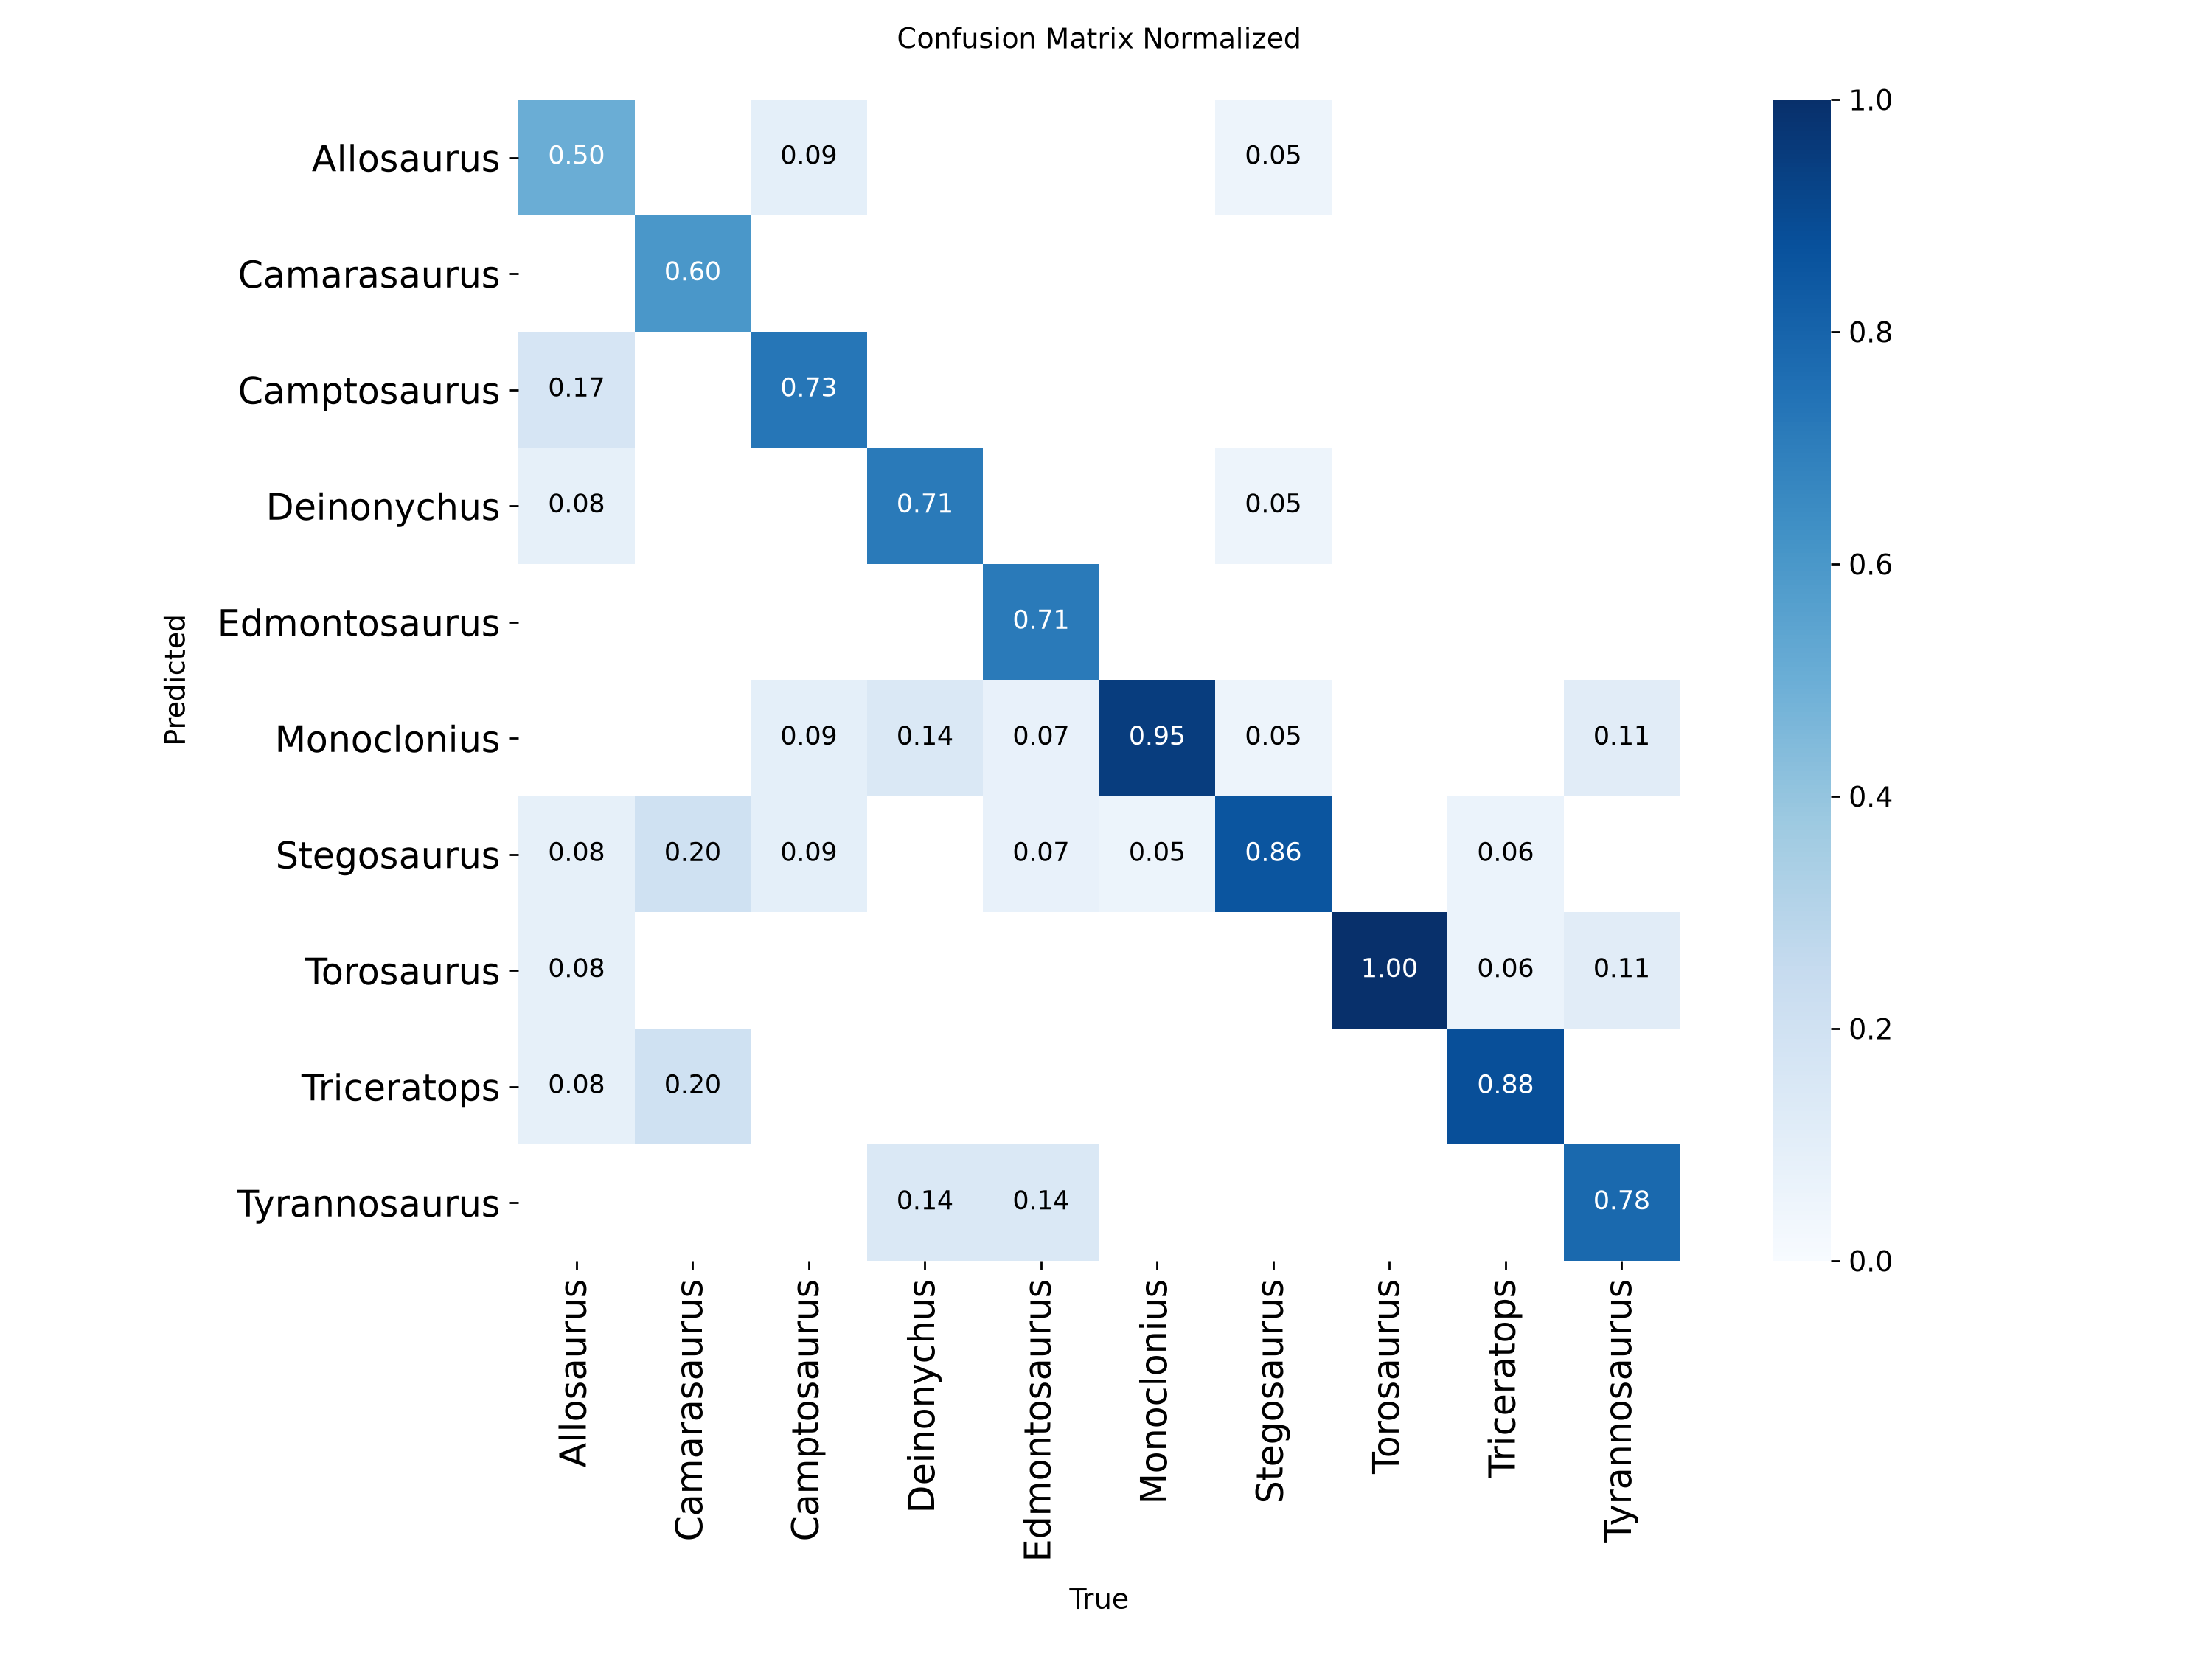 Confusion Matrix Normalized
Allosaurus 0.50 0.09 0.05
Camarasaurus 0.60
Camptosaurus 0.17 0.73
Deinonychus 0.08 0.71 0.05
Edmontosaurus 0.71
Monoclonius 0.09 0.14 0.07 0.95 0.05 0.11
Stegosaurus 0.08 0.20 0.09 0.07 0.05 0.86 0.06
Torosaurus 0.08 1.00 0.06 0.11
Triceratops 0.08 0.20 0.88
Tyrannosaurus 0.14 0.14 0.78
Predicted
Allosaurus
Camarasaurus
Camptosaurus
Deinonychus
Edmontosaurus
Monoclonius
Stegosaurus
Torosaurus
Triceratops
Tyrannosaurus
True
1.0
0.8
0.6
0.4
0.2
0.0